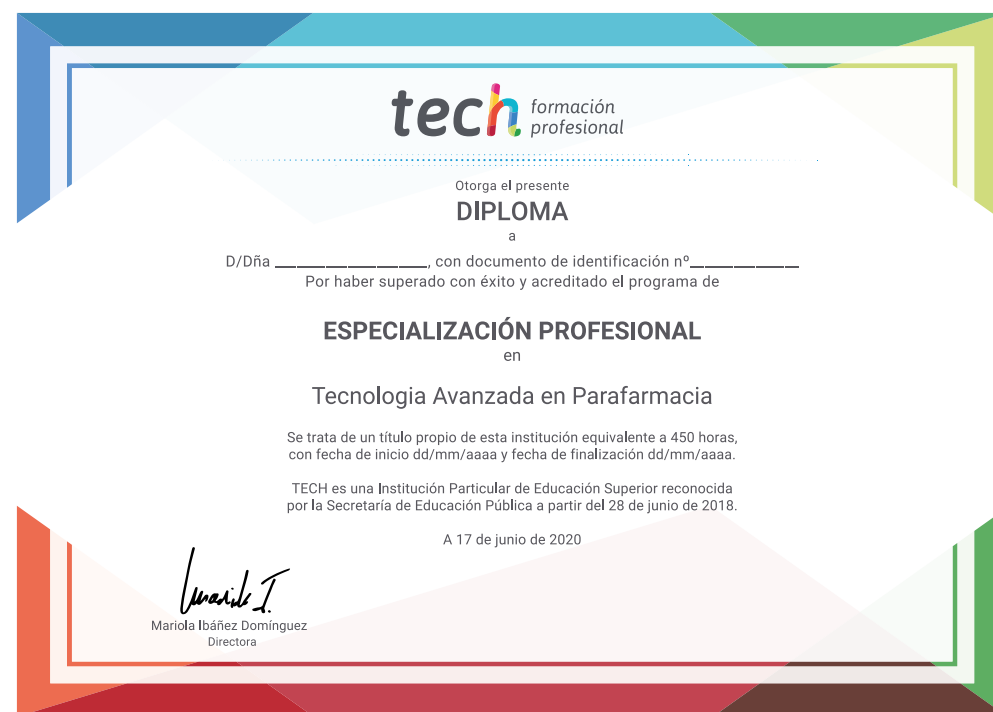 tech formación
profesional
Otorga el presente
DIPLOMA
a
D/Dña ____________________, con documento de identificación nº______________
Por haber superado con éxito y acreditado el programa de
ESPECIALIZACIÓN PROFESIONAL
en
Tecnologia Avanzada en Parafarmacia
Se trata de un título propio de esta institución equivalente a 450 horas,
con fecha de inicio dd/mm/aaaa y fecha de finalización dd/mm/aaaa.
TECH es una Institución Particular de Educación Superior reconocida
por la Secretaría de Educación Pública a partir del 28 de junio de 2018.
A 17 de junio de 2020
Mariola Ibáñez Domínguez
Directora